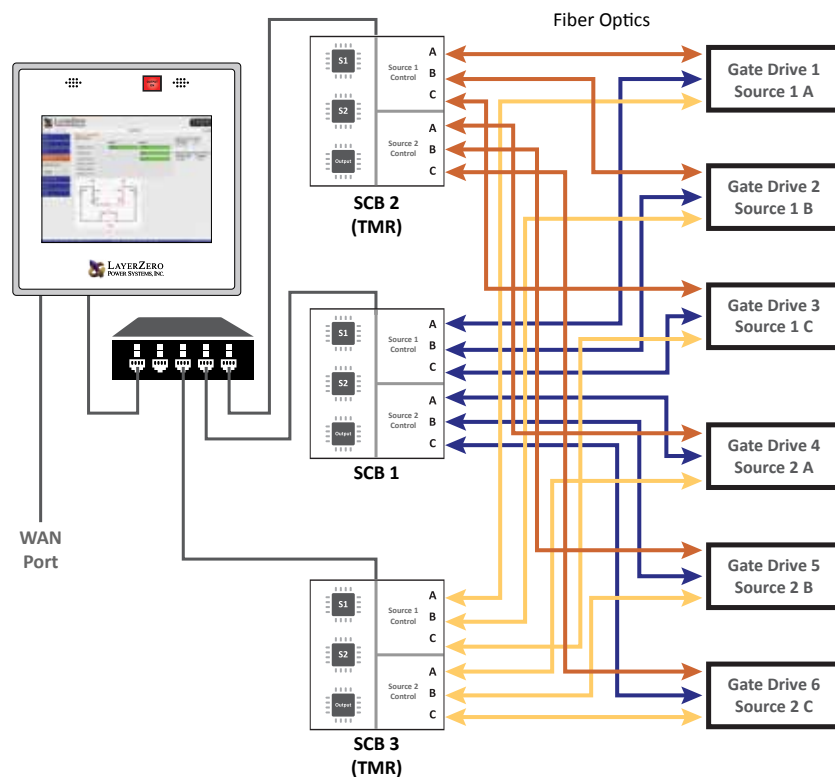 Fiber Optics
LAYERZERO
POWER SYSTEMS, INC.
WAN
Port
S1
S2
Output
Source 1
Control
A
B
C
Source 2
Control
A
B
C
SCB 2
(TMR)
S1
S2
Output
Source 1
Control
A
B
C
Source 2
Control
A
B
C
SCB 1
S1
S2
Output
Source 1
Control
A
B
C
Source 2
Control
A
B
C
SCB 3
(TMR)
Gate Drive 1
Source 1 A
Gate Drive 2
Source 1 B
Gate Drive 3
Source 1 C
Gate Drive 4
Source 2 A
Gate Drive 5
Source 2 B
Gate Drive 6
Source 2 C